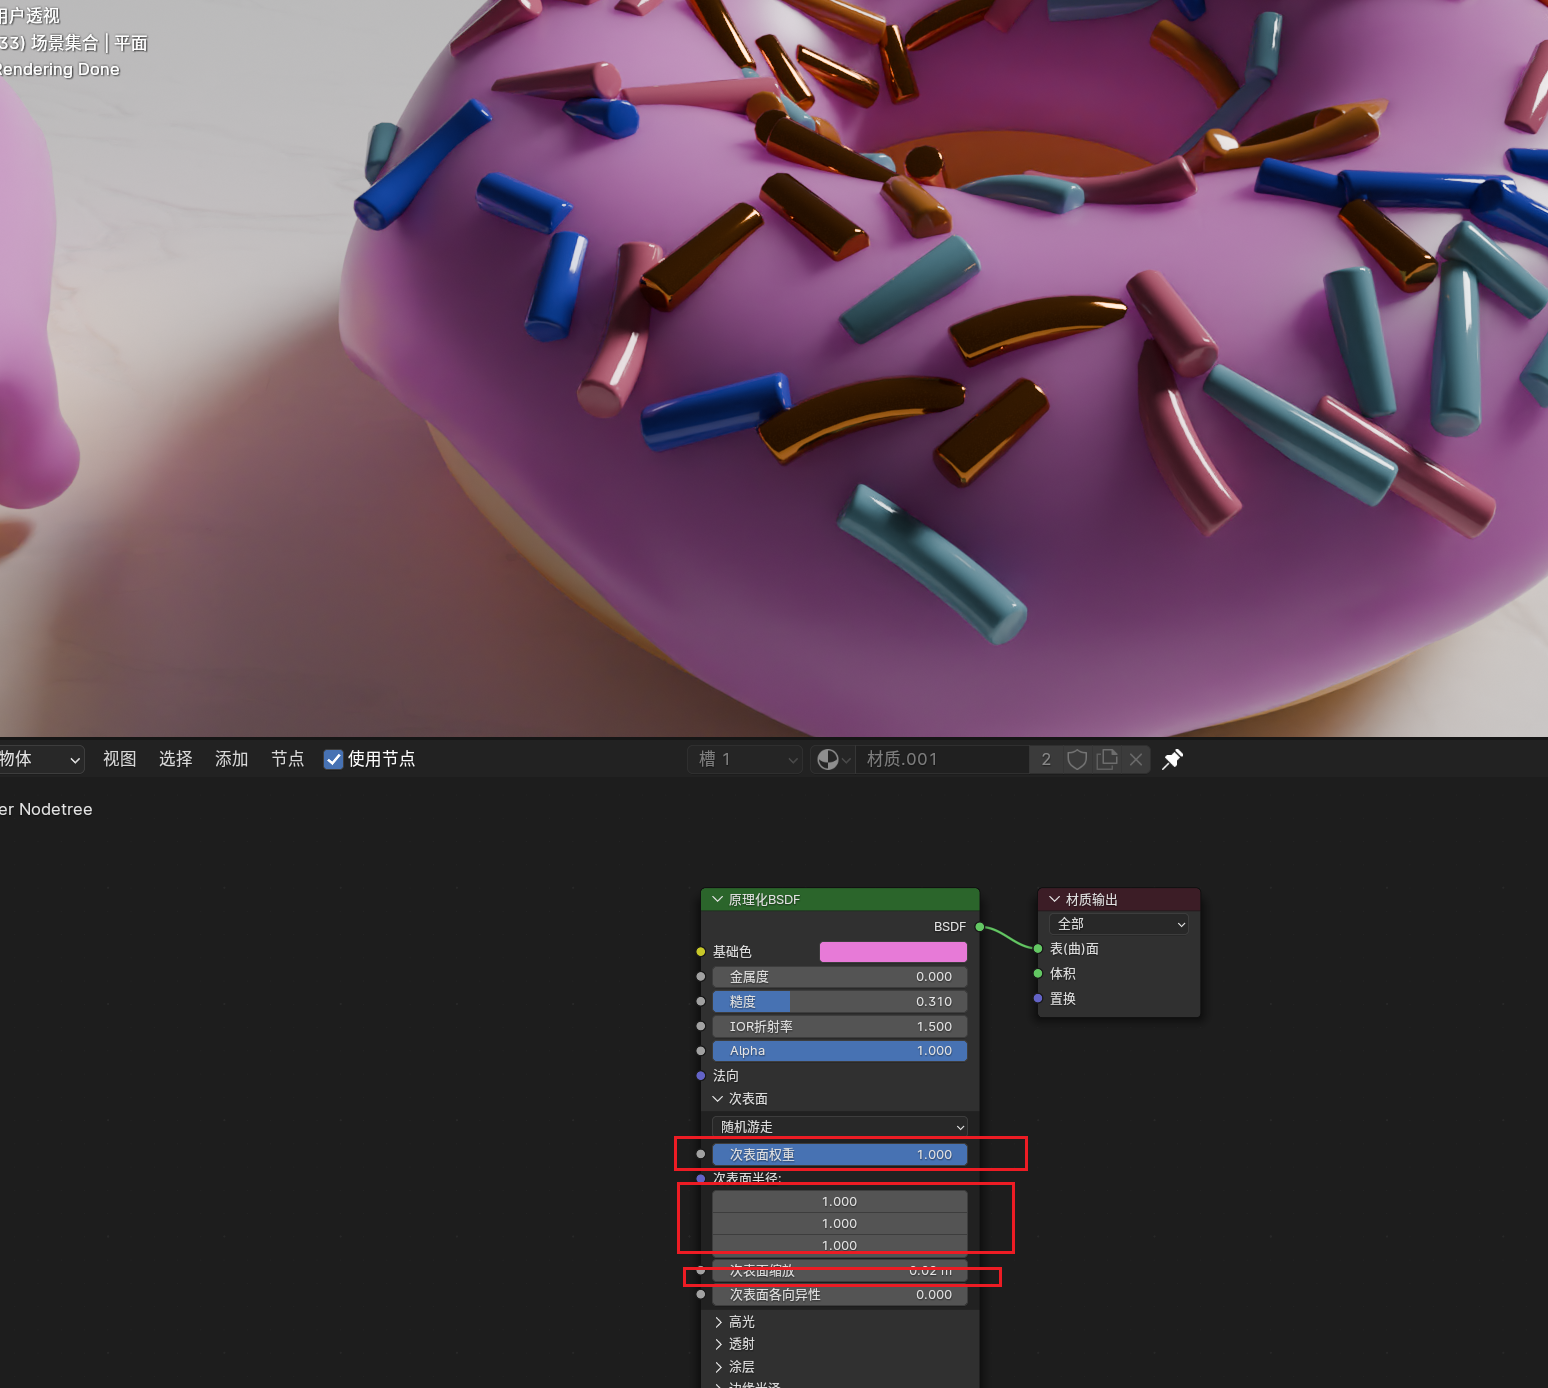 用户透视
33) 场景集合 | 平面
Rendering Done
物体 视图 选择 添加 节点 使用节点 槽 1 材质.001 2
er Nodetree
原理化BSDF
BSDF
基础色
金属度 0.000
糙度 0.310
IOR折射率 1.500
Alpha 1.000
法向
次表面
随机游走
次表面权重 1.000
次表面半径:
1.000
1.000
1.000
次表面缩放 0.02 m
次表面各向异性 0.000
高光
透射
涂层
材质输出
全部
表(曲)面
体积
置换